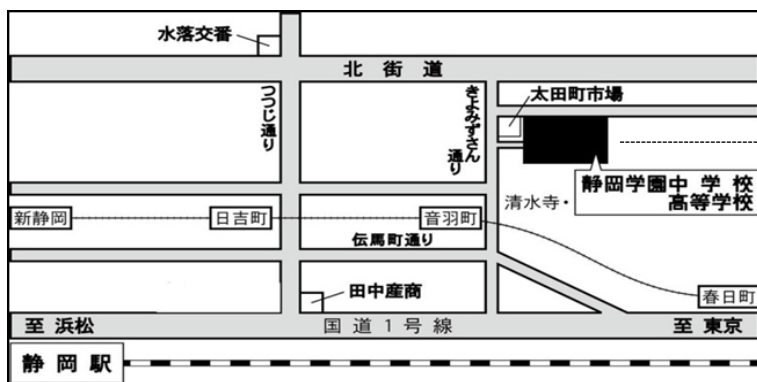 水落交番
北街道
つつじ通り
きよみずさん
通り
太田町市場
静岡学園中学校
高等学校
清水寺・
新静岡
日吉町
音羽町
伝馬町通り
田中産商
春日町
至 浜松
国道1号線
至 東京
静岡駅